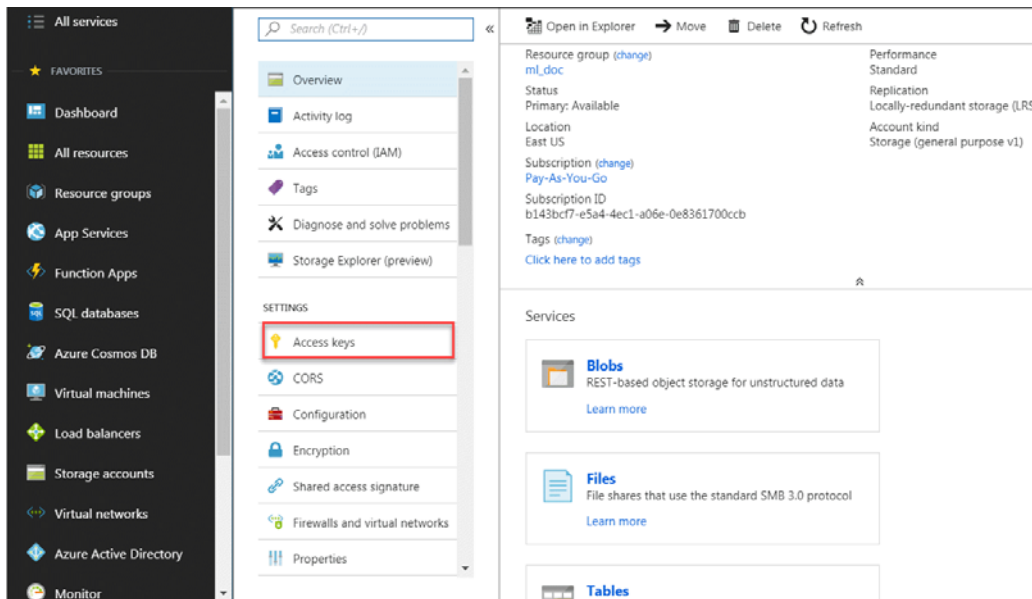 All services
FAVORITES
Dashboard
All resources
Resource groups
App Services
Function Apps
SQL databases
Azure Cosmos DB
Virtual machines
Load balancers
Storage accounts
Virtual networks
Azure Active Directory
Monitor
Search (Ctrl+/)
Overview
Activity log
Access control (IAM)
Tags
Diagnose and solve problems
Storage Explorer (preview)
SETTINGS
Access keys
CORS
Configuration
Encryption
Shared access signature
Firewalls and virtual networks
Properties
Open in Explorer Move Delete Refresh
Resource group (change)
ml_doc
Status
Primary: Available
Location
East US
Subscription (change)
Pay-As-You-Go
Subscription ID
b143bcf7-e5a4-4ec1-a06e-0e8361700ccb
Tags (change)
Click here to add tags
Performance
Standard
Replication
Locally-redundant storage (LRS
Account kind
Storage (general purpose v1)
Services
Blobs
REST-based object storage for unstructured data
Learn more
Files
File shares that use the standard SMB 3.0 protocol
Learn more
Tables